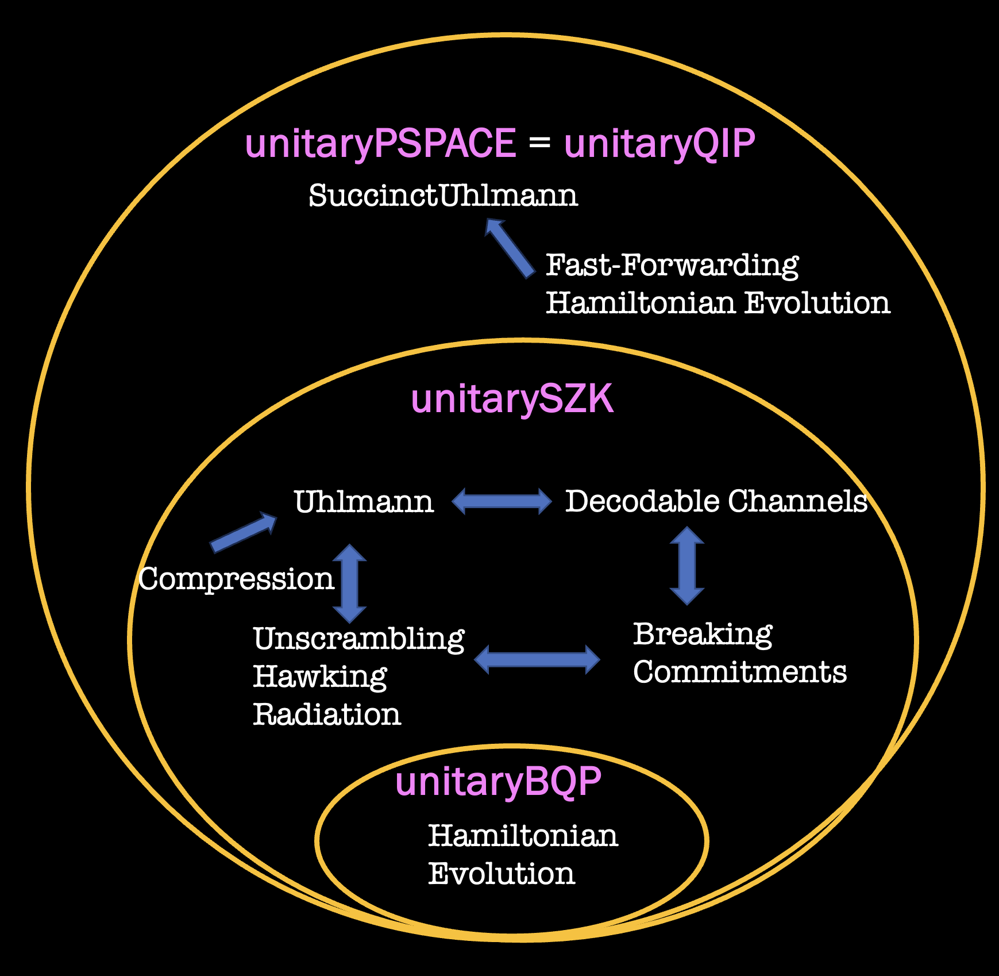 unitaryPSPACE = unitaryQIP
SuccinctUhlmann
Fast-Forwarding
Hamiltonian Evolution
unitarySZK
Uhlmann
Decodable Channels
Compression
Unscrambling
Hawking
Radiation
Breaking
Commitments
unitaryBQP
Hamiltonian
Evolution